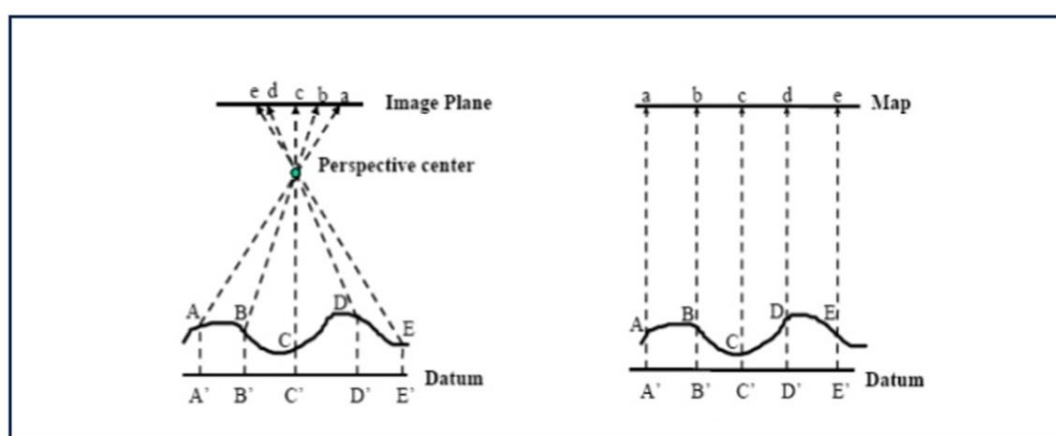 e d c b a Image Plane
Perspective center
A B C D E
Datum
A' B' C' D' E'
a b c d e Map
A B C D E
Datum
A' B' C' D' E'